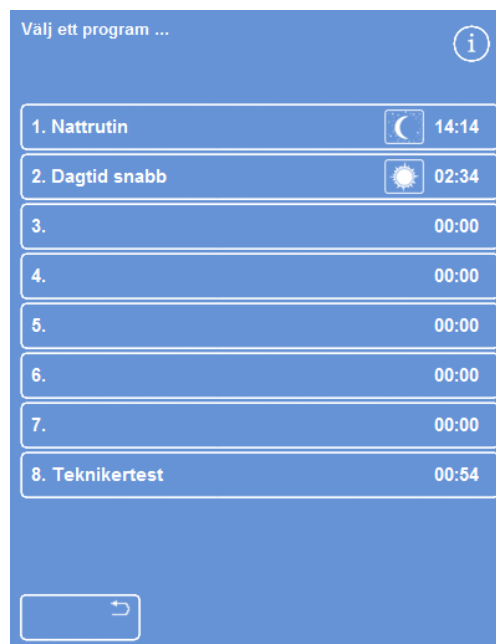 Välj ett program ...
i
1. Nattrutin 14:14
2. Dagtid snabb 02:34
3. 00:00
4. 00:00
5. 00:00
6. 00:00
7. 00:00
8. Teknikertest 00:54